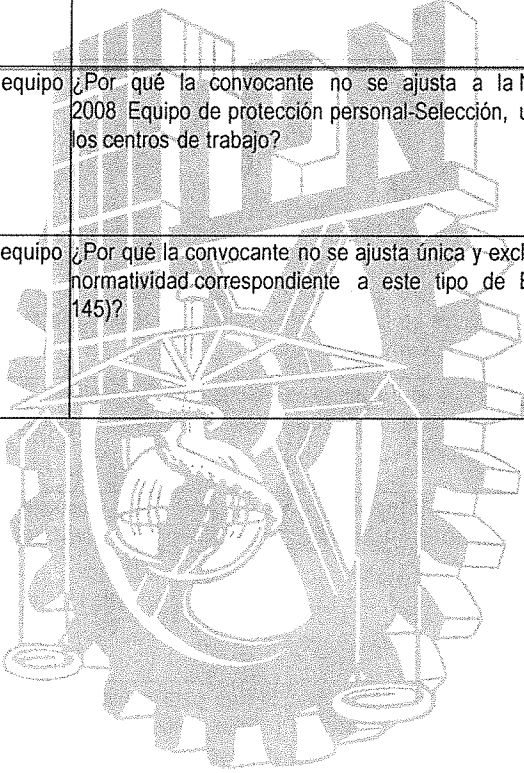 equipo ¿Por qué la convocante no se ajusta a la
2008 Equipo de protección personal-Selección,
los centros de trabajo?
equipo ¿Por qué la convocante no se ajusta única y
normatividad correspondiente a este tipo de
145)?
IPN